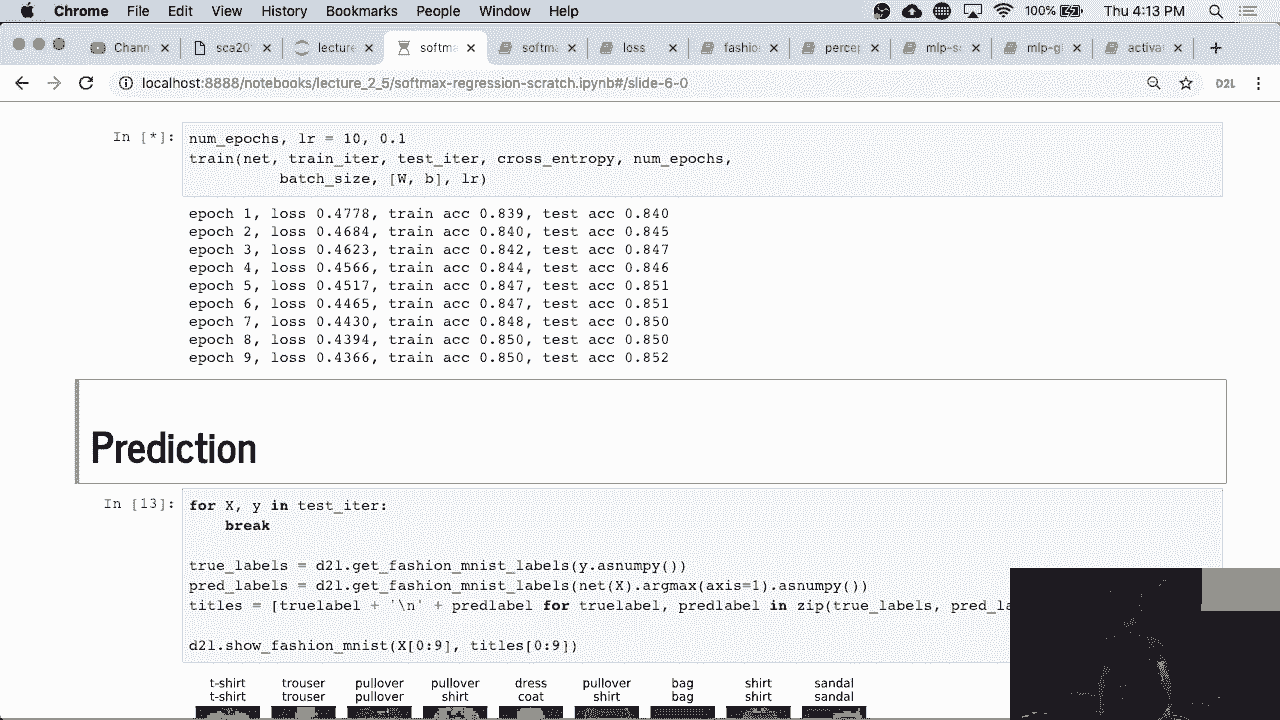 Chrome File Edit View History Bookmarks People Window Help 100% Thu 4:13 PM
Chann sca20 lecture softma softma loss fashio percep mlp-s mlp-g activa
localhost:8888/notebooks/lecture_2_5/softmax-regression-scratch.ipynb#/slide-6-0 D2L
In [*]: num_epochs, lr = 10, 0.1
train(net, train_iter, test_iter, cross_entropy, num_epochs,
batch_size, [W, b], lr)
epoch 1, loss 0.4778, train acc 0.839, test acc 0.840
epoch 2, loss 0.4684, train acc 0.840, test acc 0.845
epoch 3, loss 0.4623, train acc 0.842, test acc 0.847
epoch 4, loss 0.4566, train acc 0.844, test acc 0.846
epoch 5, loss 0.4517, train acc 0.847, test acc 0.851
epoch 6, loss 0.4465, train acc 0.847, test acc 0.851
epoch 7, loss 0.4430, train acc 0.848, test acc 0.850
epoch 8, loss 0.4394, train acc 0.850, test acc 0.850
epoch 9, loss 0.4366, train acc 0.850, test acc 0.852
Prediction
In [13]: for X, y in test_iter:
break
true_labels = d2l.get_fashion_mnist_labels(y.asnumpy())
pred_labels = d2l.get_fashion_mnist_labels(net(X).argmax(axis=1).asnumpy())
titles = [truelabel + '\n' + predlabel for truelabel, predlabel in zip(true_labels, pred_la
d2l.show_fashion_mnist(X[0:9], titles[0:9])
t-shirt trouser pullover pullover dress pullover bag shirt sandal
t-shirt trouser pullover shirt coat shirt bag shirt sandal